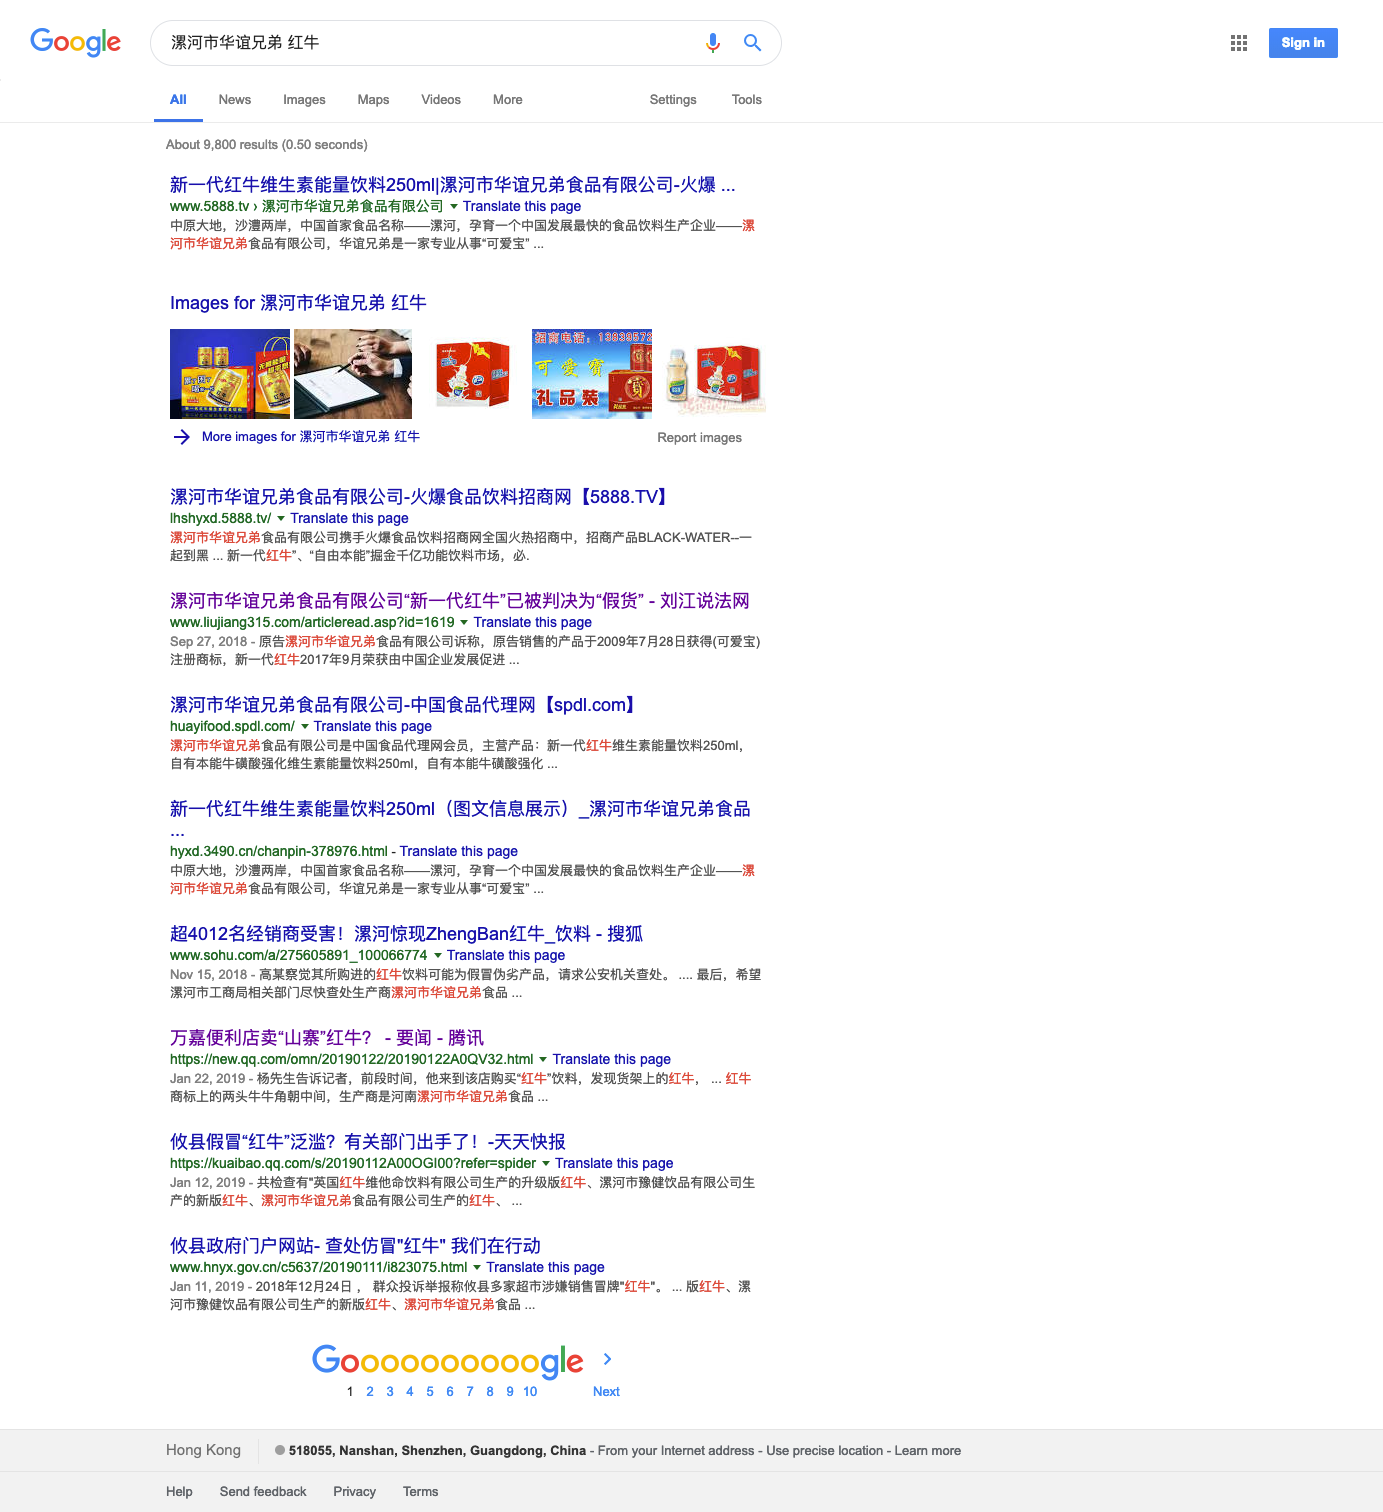 Google
漯河市华谊兄弟 红牛
Sign in
All News Images Maps Videos More Settings Tools
About 9,800 results (0.50 seconds)
新一代红牛维生素能量饮料250ml|漯河市华谊兄弟食品有限公司-火爆 ...
www.5888.tv › 漯河市华谊兄弟食品有限公司 Translate this page
中原大地，沙澧两岸，中国首家食品名称——漯河，孕育一个中国发展最快的食品饮料生产企业——漯
河市华谊兄弟食品有限公司，华谊兄弟是一家专业从事“可爱宝” ...
Images for 漯河市华谊兄弟 红牛
招商电话：13839572
可爱寶
礼品装
More images for 漯河市华谊兄弟 红牛
Report images
漯河市华谊兄弟食品有限公司-火爆食品饮料招商网【5888.TV】
lhshyxd.5888.tv/ Translate this page
漯河市华谊兄弟食品有限公司携手火爆食品饮料招商网全国火热招商中，招商产品BLACK-WATER--一
起到黑 ... 新一代红牛”、“自由本能”掘金千亿功能饮料市场，必.
漯河市华谊兄弟食品有限公司“新一代红牛”已被判决为“假货” - 刘江说法网
www.liujiang315.com/articleread.asp?id=1619 Translate this page
Sep 27, 2018 - 原告漯河市华谊兄弟食品有限公司诉称，原告销售的产品于2009年7月28日获得(可爱宝)
注册商标，新一代红牛2017年9月荣获由中国企业发展促进 ...
漯河市华谊兄弟食品有限公司-中国食品代理网【spdl.com】
huayifood.spdl.com/ Translate this page
漯河市华谊兄弟食品有限公司是中国食品代理网会员，主营产品：新一代红牛维生素能量饮料250ml，
自有本能牛磺酸强化维生素能量饮料250ml，自有本能牛磺酸强化 ...
新一代红牛维生素能量饮料250ml（图文信息展示）_漯河市华谊兄弟食品
...
hyxd.3490.cn/chanpin-378976.html - Translate this page
中原大地，沙澧两岸，中国首家食品名称——漯河，孕育一个中国发展最快的食品饮料生产企业——漯
河市华谊兄弟食品有限公司，华谊兄弟是一家专业从事“可爱宝” ...
超4012名经销商受害！漯河惊现ZhengBan红牛_饮料 - 搜狐
www.sohu.com/a/275605891_100066774 Translate this page
Nov 15, 2018 - 高某察觉其所购进的红牛饮料可能为假冒伪劣产品，请求公安机关查处。 .... 最后，希望
漯河市工商局相关部门尽快查处生产商漯河市华谊兄弟食品 ...
万嘉便利店卖“山寨”红牛？ - 要闻 - 腾讯
https://new.qq.com/omn/20190122/20190122A0QV32.html Translate this page
Jan 22, 2019 - 杨先生告诉记者，前段时间，他来到该店购买“红牛”饮料，发现货架上的红牛， ... 红牛
商标上的两头牛牛角朝中间，生产商是河南漯河市华谊兄弟食品 ...
攸县假冒“红牛”泛滥？有关部门出手了！-天天快报
https://kuaibao.qq.com/s/20190112A00OGI00?refer=spider Translate this page
Jan 12, 2019 - 共检查有"英国红牛维他命饮料有限公司生产的升级版红牛、漯河市豫健饮品有限公司生
产的新版红牛、漯河市华谊兄弟食品有限公司生产的红牛、 ...
攸县政府门户网站- 查处仿冒"红牛" 我们在行动
www.hnyx.gov.cn/c5637/20190111/i823075.html Translate this page
Jan 11, 2019 - 2018年12月24日 ， 群众投诉举报称攸县多家超市涉嫌销售冒牌"红牛"。 ... 版红牛、漯
河市豫健饮品有限公司生产的新版红牛、漯河市华谊兄弟食品 ...
Goooooooooogle
1 2 3 4 5 6 7 8 9 10 Next
Hong Kong 518055, Nanshan, Shenzhen, Guangdong, China - From your Internet address - Use precise location - Learn more
Help Send feedback Privacy Terms